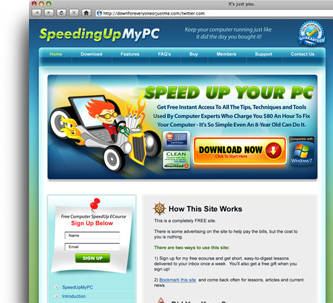 It's just you.
http://downforeveryoneorjustme.com/twitter.com
SpeedingUpMyPC
Keep your computer running just like
it did the day you bought it!
Home Download Features FAQ's Buy Members Support Contact Us
SPEED UP YOUR PC
Get Free Instant Access To All The Tips, Techniques and Tools
Used By Computer Experts Who Charge You $80 An Hour To Fix
Your Computer - It's So Simple Even An 8-Year Old Can Do It.
CLEAN
DOWNLOAD NOW
Click To Start Here
Compatible with
Windows 7
Free Computer SpeedUp ECourse
Sign Up Below
Name
Email
SIGN UP
SpeedUpMyPC
Introduction
How This Site Works
This is a completely FREE site.
There is some advertising on the site to help pay the bills, but the cost to
you is nothing.
There are two ways to use this site:
1) Sign up for my free ecourse and get short, easy-to-digest lessons
delivered to your inbox once a week. You'll also get a free gift when you
sign up!
2) Bookmark this site and come back often for lessons, articles and current
news.